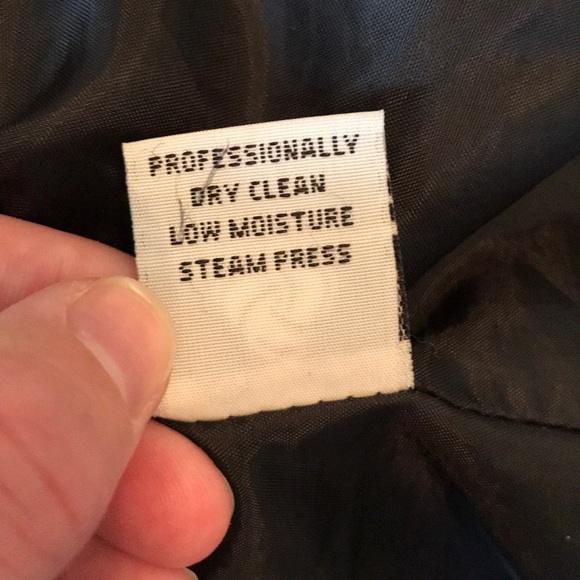 PROFESSIONALLY
DRY CLEAN
LOW MOISTURE
STEAM PRESS